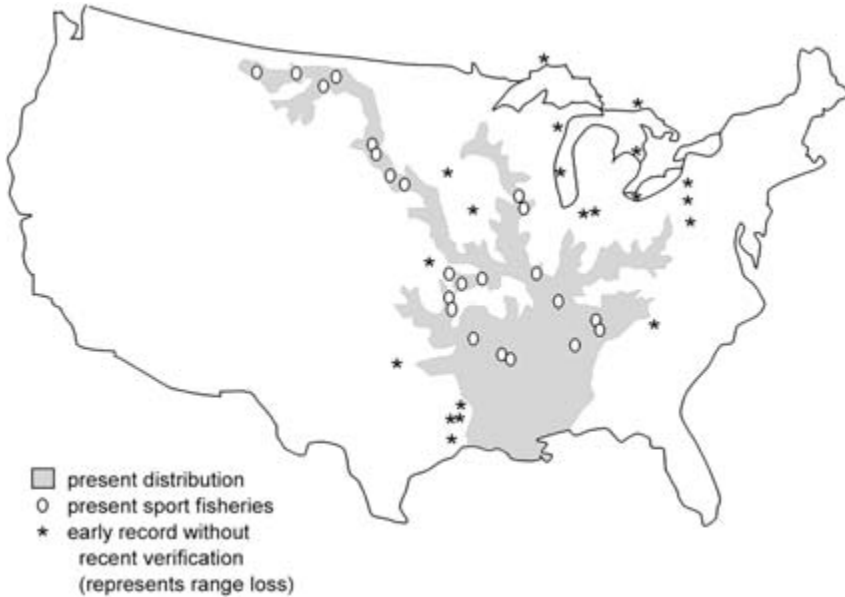 present distribution
present sport fisheries
early record without
recent verification
(represents range loss)